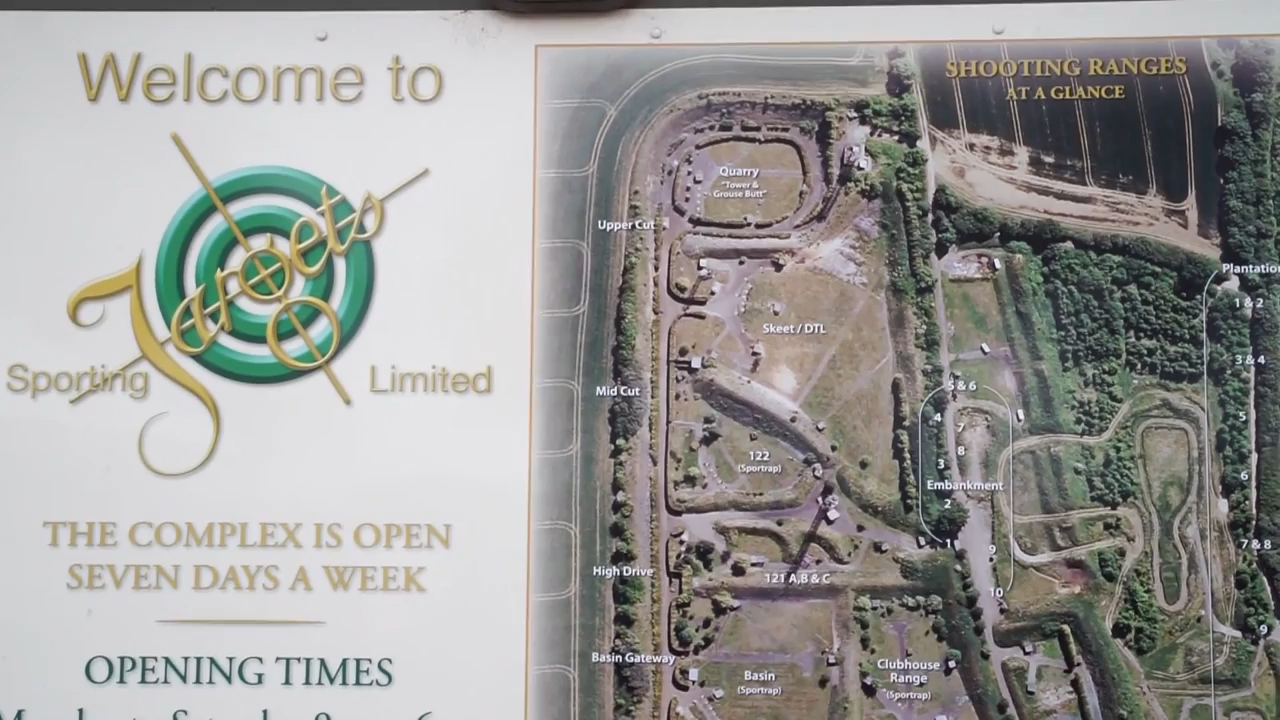 Welcome to
Targets
Sporting
Limited
THE COMPLEX IS OPEN
SEVEN DAYS A WEEK
OPENING TIMES
SHOOTING RANGES
AT A GLANCE
Quarry
"Tower &
Grouse Butt"
Upper Cut
Skeet / DTL
Mid Cut
122
(Sportrap)
High Drive
121 A,B & C
Basin Gateway
Basin
(Sportrap)
Clubhouse
Range
(Sportrap)
5 & 6
4
7
8
3
Embankment
2
1
9
10
Plantation
1 & 2
3 & 4
5
6
7 & 8
9